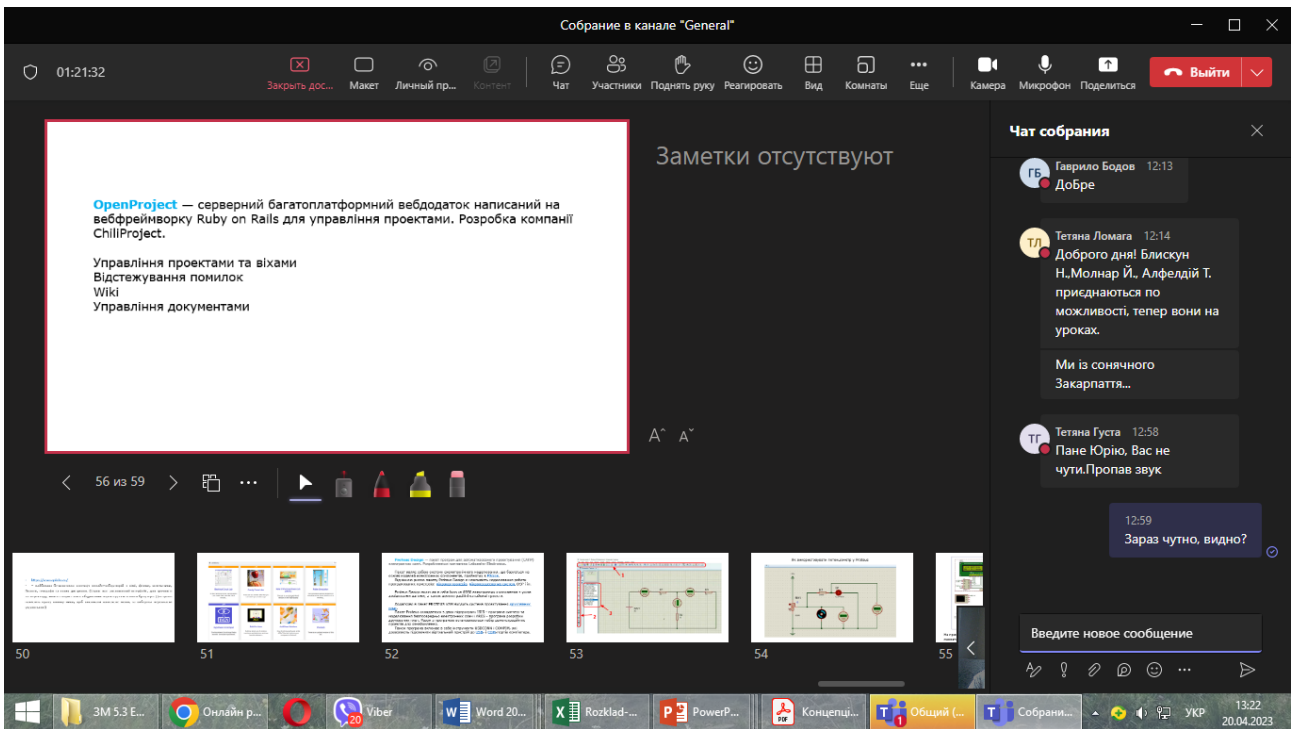 Собрание в канале "General"
01:21:32
Закрыть дос...
Макет
Личный пр...
Контент
Чат
Участники
Поднять руку
Реагировать
Вид
Комнаты
Еще
Камера
Микрофон
Поделиться
Выйти
OpenProject — серверний багатоплатформний вебдодаток написаний на
вебфреймворку Ruby on Rails для управління проектами. Розробка компанії
ChiliProject.
Управління проектами та віхами
Відстежування помилок
Wiki
Управління документами
Заметки отсутствуют
56 из 59
50
51
52
53
54
55
Чат собрания
ГБ
Гаврило Бодов 12:13
Добре
ТЛ
Тетяна Ломага 12:14
Доброго дня! Блискун
Н.,Молнар Й., Алфелдій Т.
приєднаються по
можливості, тепер вони на
уроках.
Ми із сонячного
Закарпаття...
ТГ
Тетяна Густа 12:58
Пане Юрію, Вас не
чути.Пропав звук
12:59
Зараз чутно, видно?
Введите новое сообщение
ЗМ 5.3 Е...
Онлайн р...
20
Viber
Word 20...
Rozklad-...
PowerP...
Концепці...
1
Общий (...
Собрани...
УКР
13:22
20.04.2023